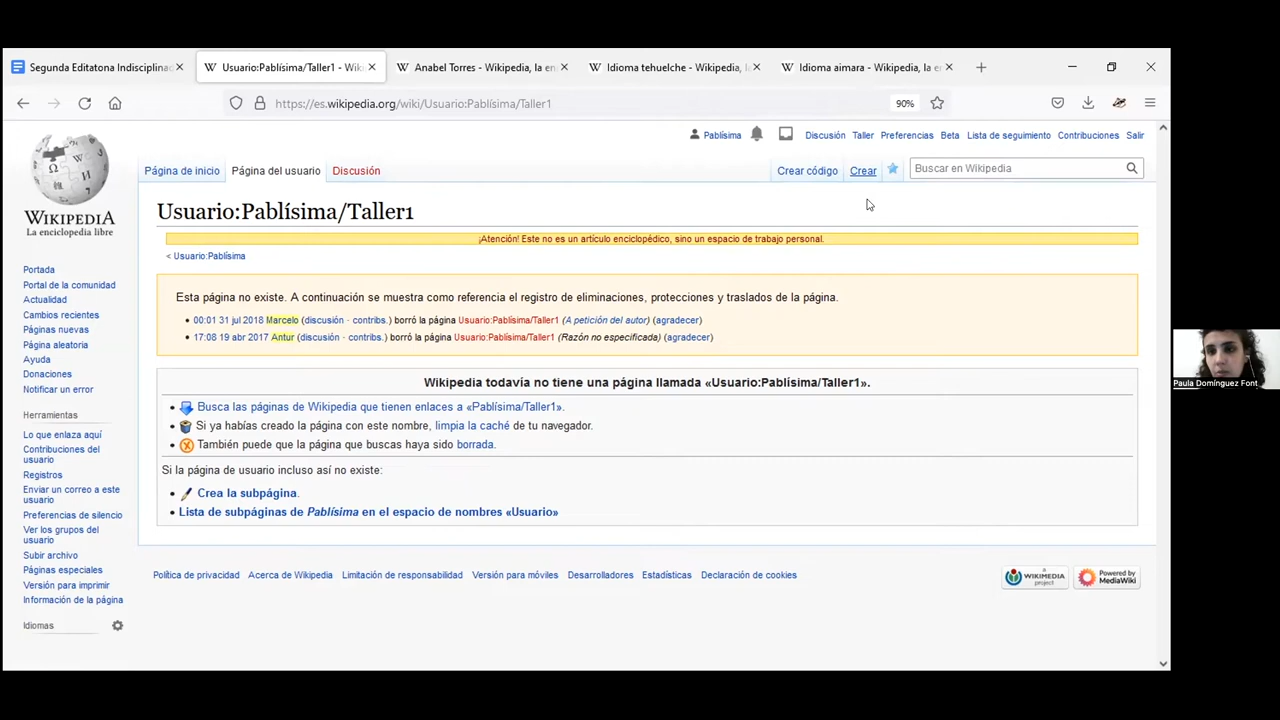 Segunda Editatona Indisciplina
Usuario:Pablísima/Taller1 - Wiki
Anabel Torres - Wikipedia, la en
Idioma tehuelche - Wikipedia, l
Idioma aimara - Wikipedia, la e
https://es.wikipedia.org/wiki/Usuario:Pablísima/Taller1
90%
Pablísima
Discusión
Taller
Preferencias
Beta
Lista de seguimiento
Contribuciones
Salir
Página de inicio
Página del usuario
Discusión
Crear código
Crear
Buscar en Wikipedia
WIKIPEDIA
La enciclopedia libre
Portada
Portal de la comunidad
Actualidad
Cambios recientes
Páginas nuevas
Página aleatoria
Ayuda
Donaciones
Notificar un error
Herramientas
Lo que enlaza aquí
Contribuciones del
usuario
Registros
Enviar un correo a este
usuario
Preferencias de silencio
Ver los grupos del
usuario
Subir archivo
Páginas especiales
Versión para imprimir
Información de la página
Idiomas
Usuario:Pablísima/Taller1
¡Atención! Este no es un artículo enciclopédico, sino un espacio de trabajo personal.
< Usuario:Pablísima
Esta página no existe. A continuación se muestra como referencia el registro de eliminaciones, protecciones y traslados de la página.
• 00:01 31 jul 2018 Marcelo (discusión · contribs.) borró la página Usuario:Pablísima/Taller1 (A petición del autor) (agradecer)
• 17:08 19 abr 2017 Antur (discusión · contribs.) borró la página Usuario:Pablísima/Taller1 (Razón no especificada) (agradecer)
Wikipedia todavía no tiene una página llamada «Usuario:Pablísima/Taller1».
• Busca las páginas de Wikipedia que tienen enlaces a «Pablísima/Taller1».
• Si ya habías creado la página con este nombre, limpia la caché de tu navegador.
• También puede que la página que buscas haya sido borrada.
Si la página de usuario incluso así no existe:
• Crea la subpágina.
• Lista de subpáginas de Pablísima en el espacio de nombres «Usuario»
Política de privacidad
Acerca de Wikipedia
Limitación de responsabilidad
Versión para móviles
Desarrolladores
Estadísticas
Declaración de cookies
A
WIKIMEDIA
project
Powered by
MediaWiki
Paula Domínguez Font